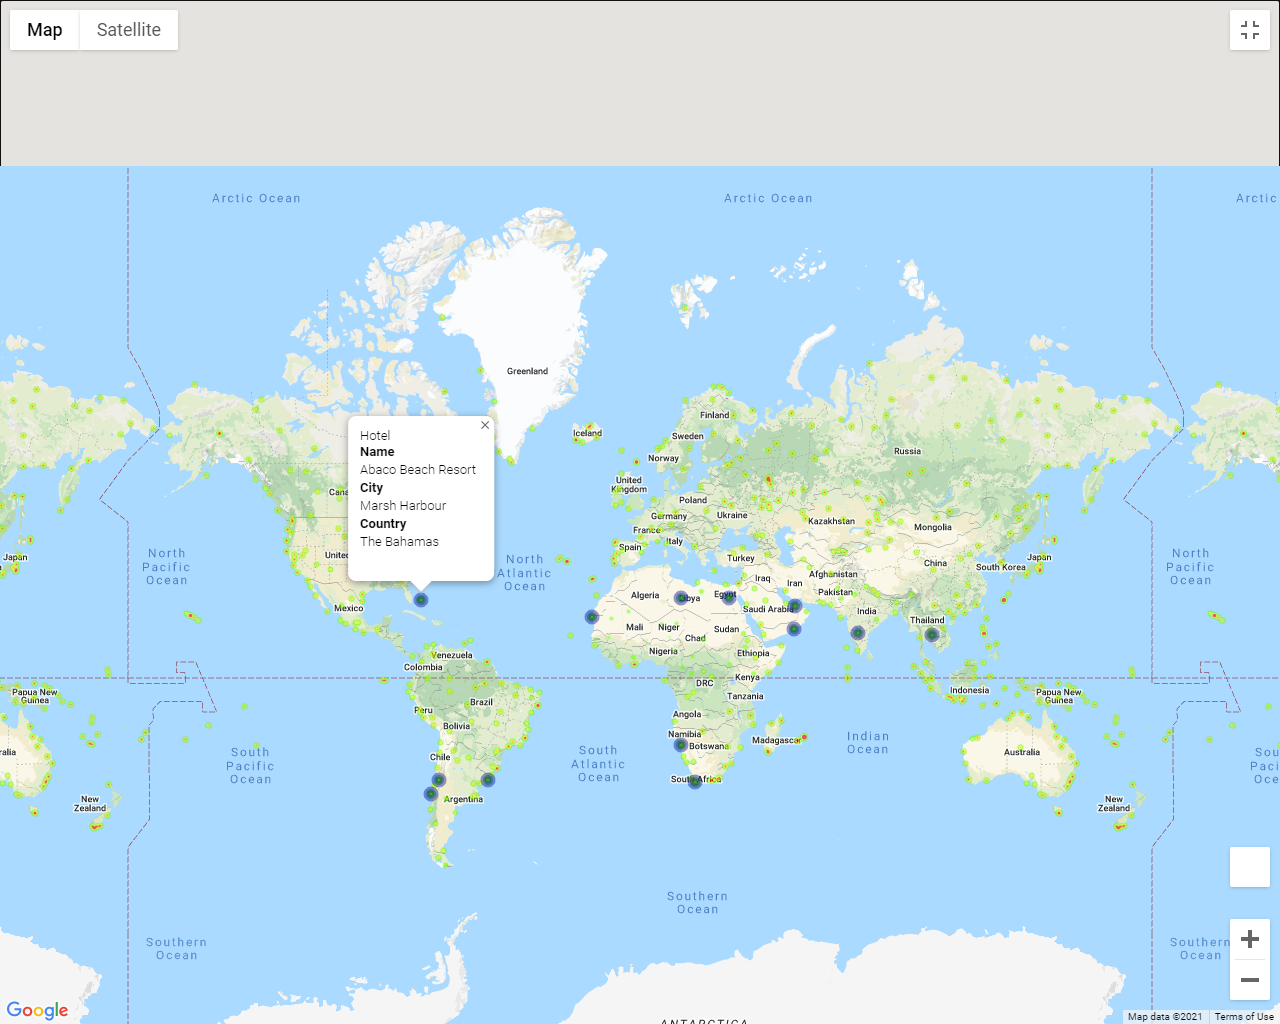 Map
Satellite
Arctic Ocean
Arctic Ocean
Arctic
Greenland
Iceland
Finland
Sweden
Norway
Russia
Hotel
Name
Abaco Beach Resort
City
Marsh Harbour
Country
The Bahamas
Cana
United
United
Kingdom
Poland
Germany
Ukraine
France
Italy
Spain
Turkey
Kazakhstan
Mongolia
China
Japan
South Korea
Japan
North
Pacific
Ocean
North
Atlantic
Ocean
North
Pacific
Ocean
Iraq
Iran
Afghanistan
Pakistan
Algeria
Libya
Egypt
Saudi Arabia
India
Thailand
Mexico
Mali
Niger
Chad
Sudan
Nigeria
Ethiopia
Venezuela
Colombia
DRC
Kenya
Tanzania
Indonesia
Papua New
Guinea
Papua New
Guinea
Peru
Brazil
Bolivia
Angola
Namibia
Botswana
Madagascar
Indian
Ocean
ralia
Australia
South
Pacific
Ocean
South
Atlantic
Ocean
Sou
Paci
Oce
Chile
Argentina
South Africa
New
Zealand
New
Zealand
Southern
Ocean
Southern
Ocean
Southern
Ocean
ANTARCTICA
Google
Map data ©2021
Terms of Use